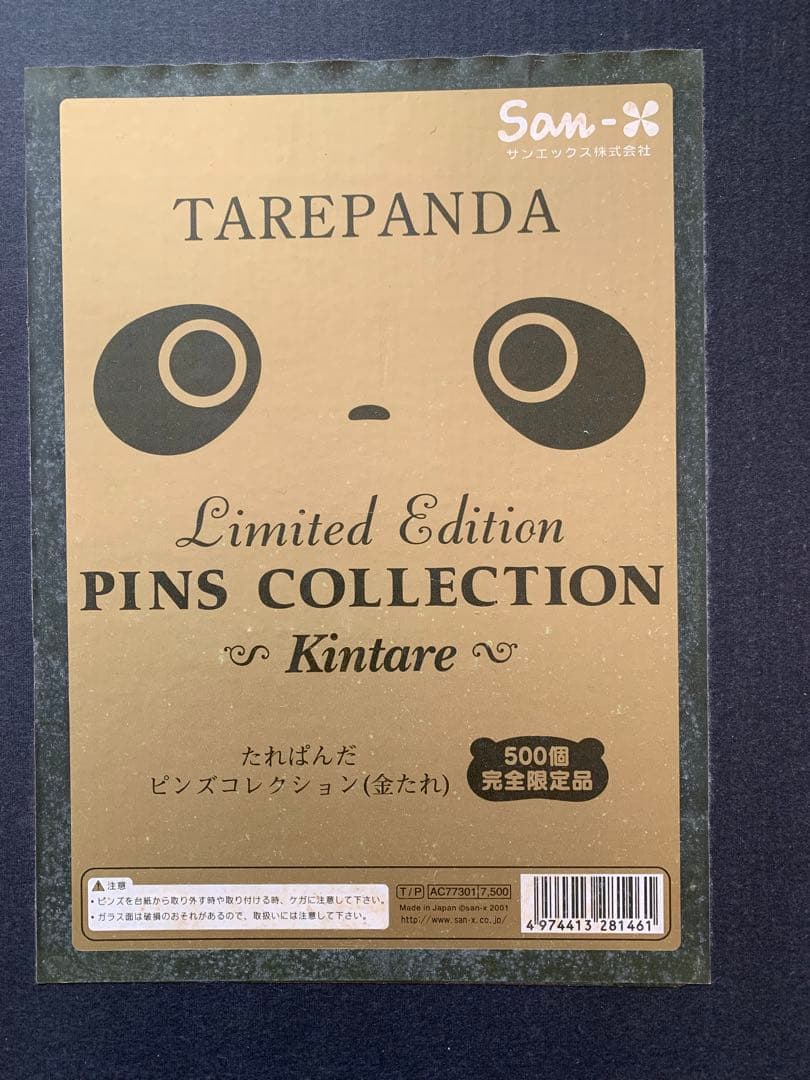 San-X
サンエックス株式会社
TAREPANDA
Limited Edition
PINS COLLECTION
~ Kintare ~
たれぱんだ
ピンズコレクション(金たれ)
500個
完全限定品
注意
・ピンズを台紙から取り外す時や取り付ける時、ケガに注意して下さい。
・ガラス面は破損のおそれがあるので、取扱いには注意して下さい。
T/P AC77301 7,500
Made in Japan ©san-x 2001
http://www.san-x.co.jp/
4 974413 281461